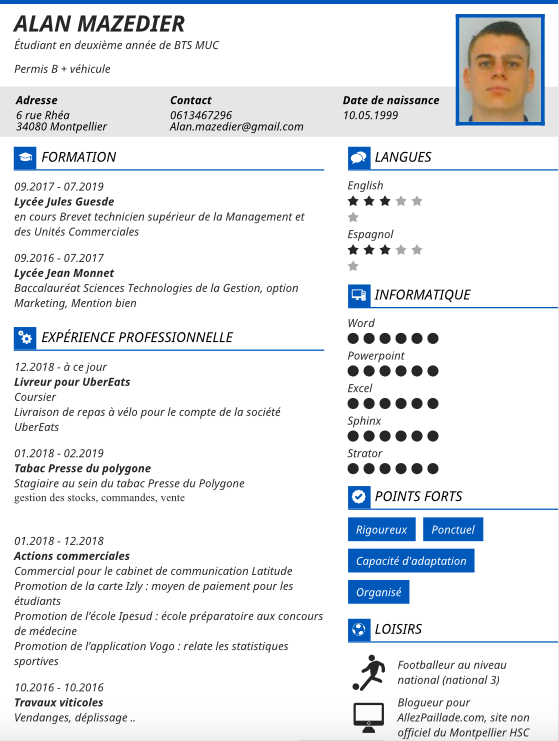 ALAN MAZEDIER
Étudiant en deuxième année de BTS MUC
Permis B + véhicule
Adresse
6 rue Rhéa
34080 Montpellier
Contact
0613467296
Alan.mazedier@gmail.com
Date de naissance
10.05.1999
FORMATION
09.2017 - 07.2019
Lycée Jules Guesde
en cours Brevet technicien supérieur de la Management et
des Unités Commerciales
09.2016 - 07.2017
Lycée Jean Monnet
Baccalauréat Sciences Technologies de la Gestion, option
Marketing, Mention bien
EXPÉRIENCE PROFESSIONNELLE
12.2018 - à ce jour
Livreur pour UberEats
Coursier
Livraison de repas à vélo pour le compte de la société
UberEats
01.2018 - 02.2019
Tabac Presse du polygone
Stagiaire au sein du tabac Presse du Polygone
gestion des stocks, commandes, vente
01.2018 - 12.2018
Actions commerciales
Commercial pour le cabinet de communication Latitude
Promotion de la carte Izly : moyen de paiement pour les
étudiants
Promotion de l'école Ipesud : école préparatoire aux concours
de médecine
Promotion de l'application Vogo : relate les statistiques
sportives
10.2016 - 10.2016
Travaux viticoles
Vendanges, déplissage ..
LANGUES
English
Espagnol
INFORMATIQUE
Word
Powerpoint
Excel
Sphinx
Strator
POINTS FORTS
Rigoureux
Ponctuel
Capacité d'adaptation
Organisé
LOISIRS
Footballeur au niveau
national (national 3)
Blogueur pour
AllezPaillade.com, site non
officiel du Montpellier HSC